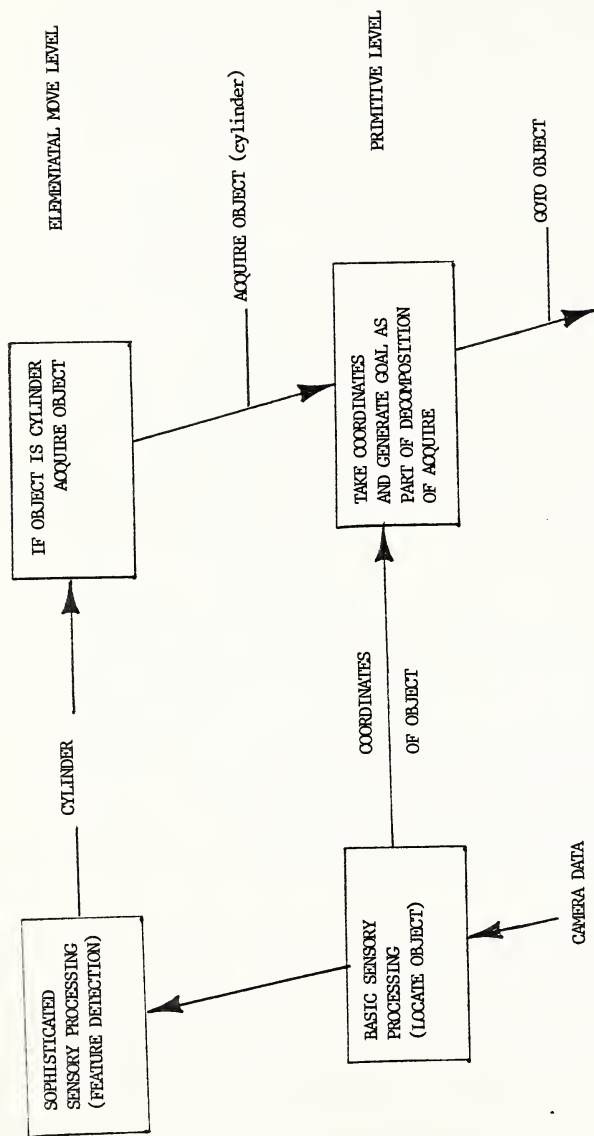 SOPHISTICATED
SENSORY PROCESSING
(FEATURE DETECTION)
CYLINDER
IF OBJECT IS CYLINDER
ACQUIRE OBJECT
ELEMENTATAL MOVE LEVEL
ACQUIRE OBJECT (cylinder)
BASIC SENSORY
PROCESSING
(LOCATE OBJECT)
COORDINATES
OF OBJECT
TAKE COORDINATES
AND GENERATE GOAL AS
PART OF DECOMPOSITION
OF ACQUIRE
PRIMITIVE LEVEL
CAMERA DATA
GOTO OBJECT